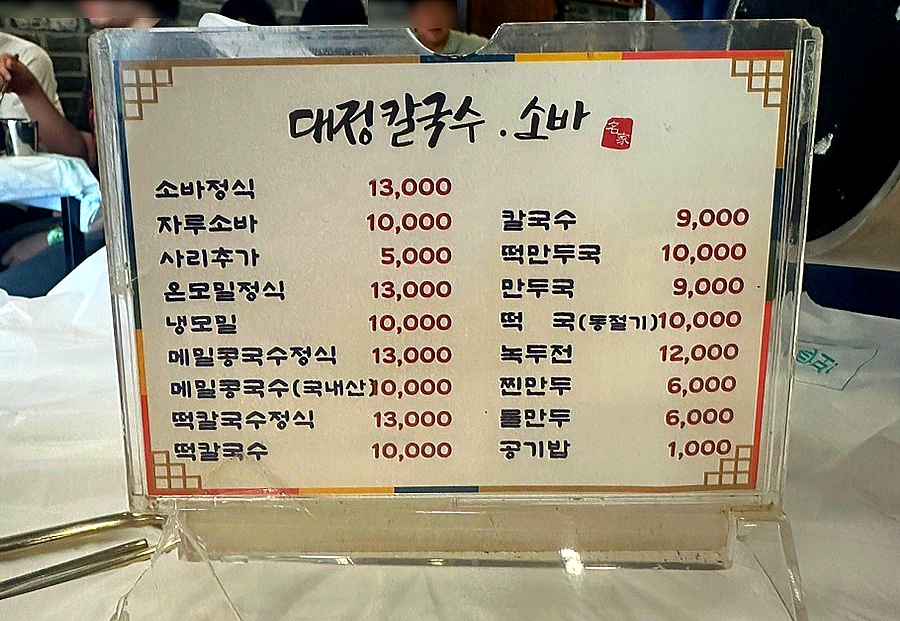 대정칼국수 . 소바 名家
소바정식 13,000
자루소바 10,000
사리추가 5,000
온모밀정식 13,000
냉모밀 10,000
메밀콩국수정식 13,000
메밀콩국수(국내산)10,000
떡칼국수정식 13,000
떡칼국수 10,000
칼국수 9,000
떡만두국 10,000
만두국 9,000
떡 국(동절기)10,000
녹두전 12,000
찐만두 6,000
물만두 6,000
공기밥 1,000